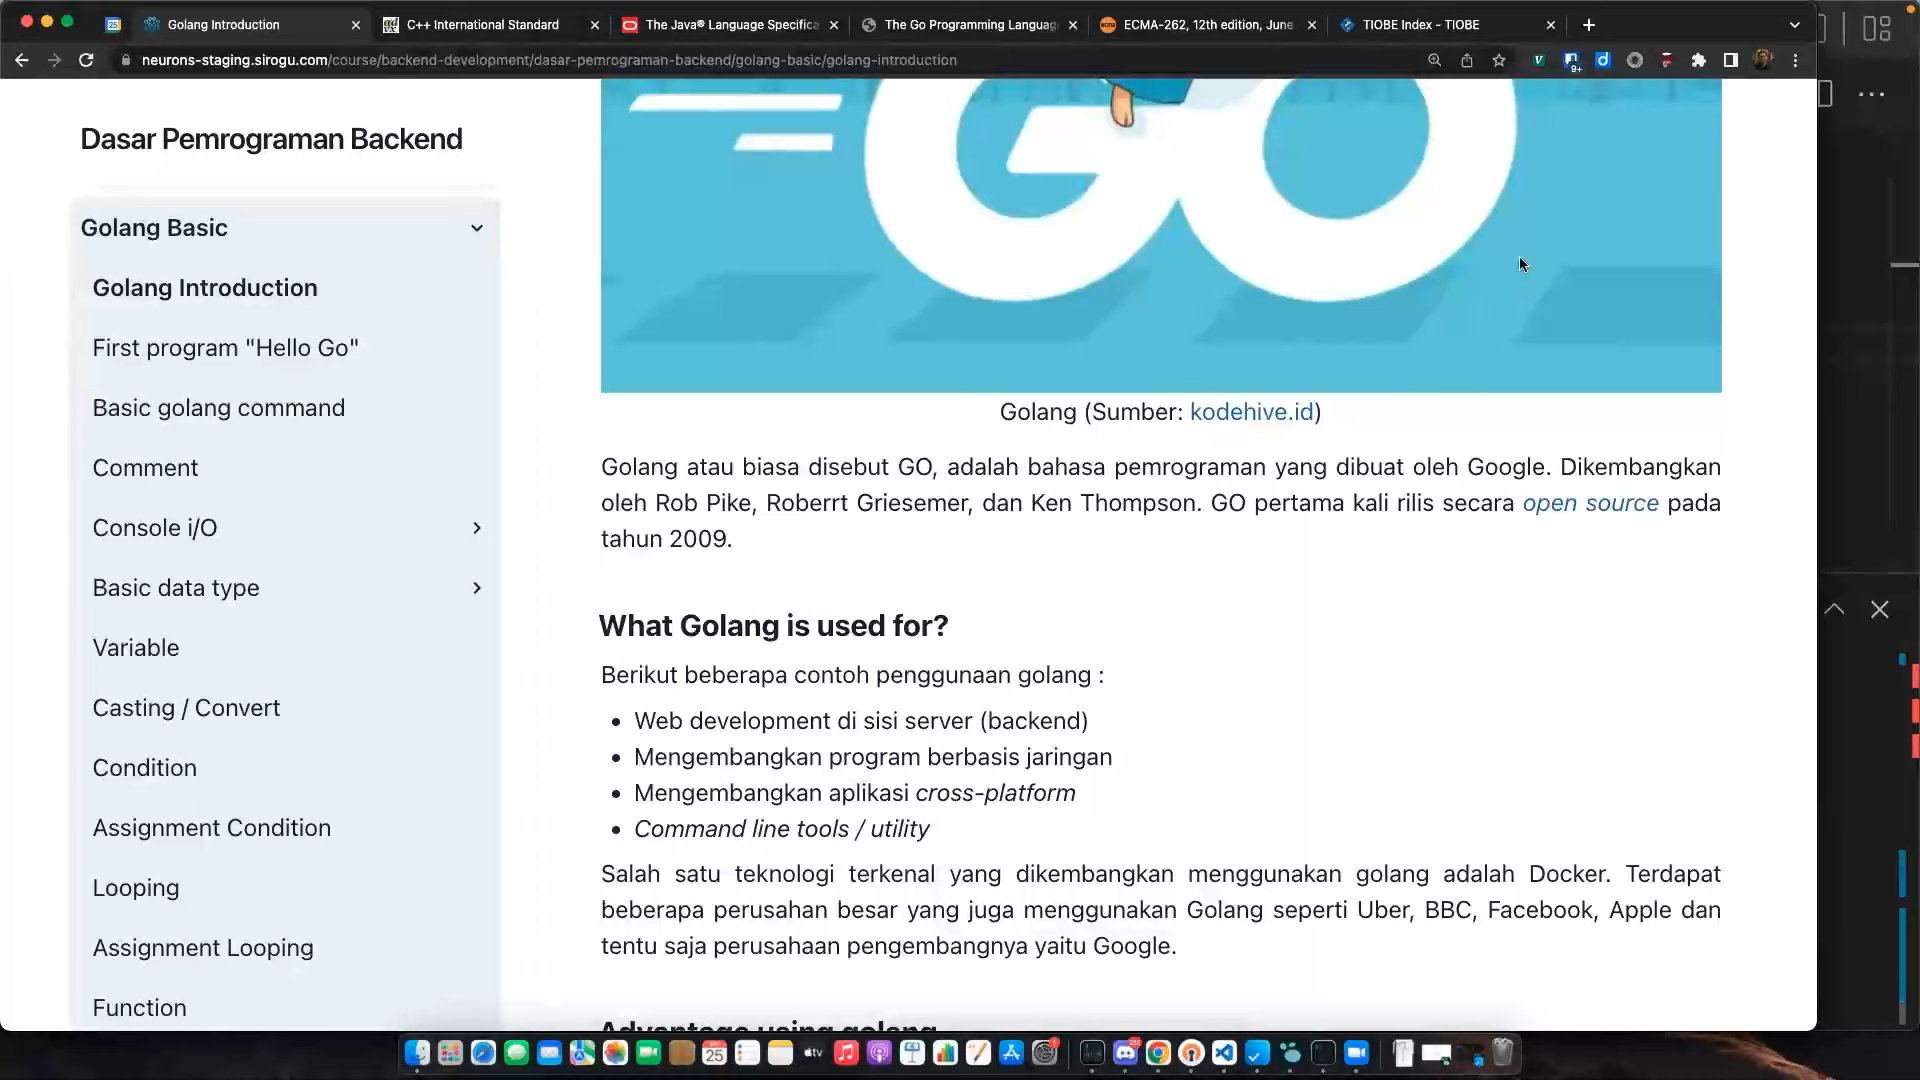 Golang Introduction
C++ International Standard
The Java® Language Specifica
The Go Programming Languag
ECMA-262, 12th edition, June
TIOBE Index - TIOBE
neurons-staging.sirogu.com/course/backend-development/dasar-pemrograman-backend/golang-basic/golang-introduction
Dasar Pemrograman Backend
Golang Basic
Golang Introduction
First program "Hello Go"
Basic golang command
Comment
Console i/O
Basic data type
Variable
Casting / Convert
Condition
Assignment Condition
Looping
Assignment Looping
Function
GO
Golang (Sumber: kodehive.id)
Golang atau biasa disebut GO, adalah bahasa pemrograman yang dibuat oleh Google. Dikembangkan
oleh Rob Pike, Roberrt Griesemer, dan Ken Thompson. GO pertama kali rilis secara open source pada
tahun 2009.
What Golang is used for?
Berikut beberapa contoh penggunaan golang :
• Web development di sisi server (backend)
• Mengembangkan program berbasis jaringan
• Mengembangkan aplikasi cross-platform
• Command line tools / utility
Salah satu teknologi terkenal yang dikembangkan menggunakan golang adalah Docker. Terdapat
beberapa perusahan besar yang juga menggunakan Golang seperti Uber, BBC, Facebook, Apple dan
tentu saja perusahaan pengembangnya yaitu Google.
Advantage using golang
25
tv